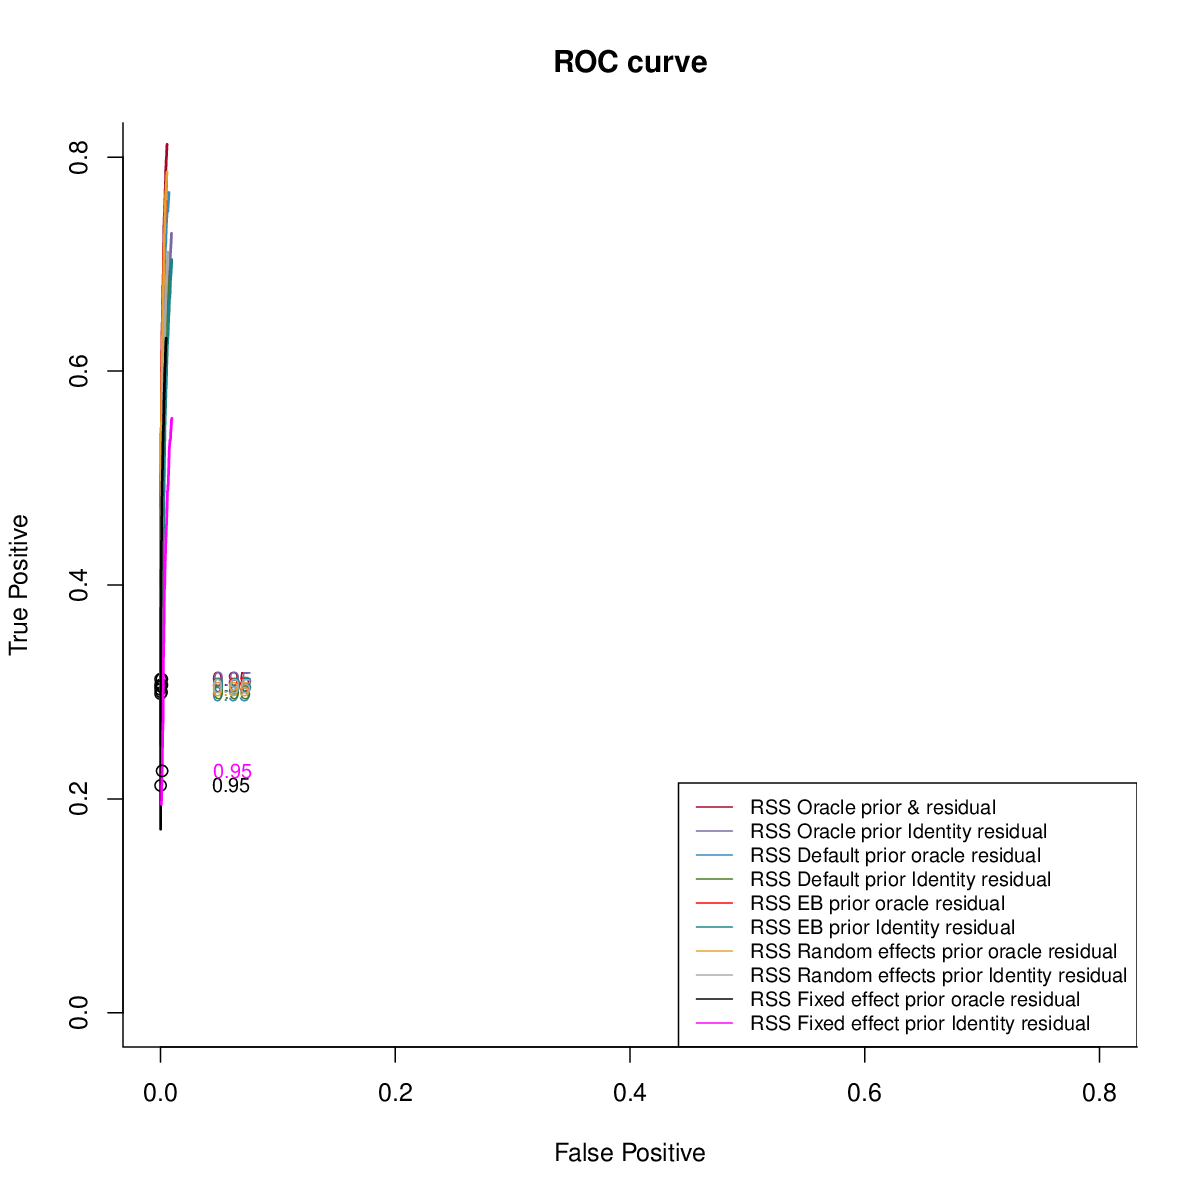 ROC curve
True Positive
0.8
0.6
0.4
0.2
0.0
0.95
0.95
0.95
RSS Oracle prior & residual
RSS Oracle prior Identity residual
RSS Default prior oracle residual
RSS Default prior Identity residual
RSS EB prior oracle residual
RSS EB prior Identity residual
RSS Random effects prior oracle residual
RSS Random effects prior Identity residual
RSS Fixed effect prior oracle residual
RSS Fixed effect prior Identity residual
0.0 0.2 0.4 0.6 0.8
False Positive